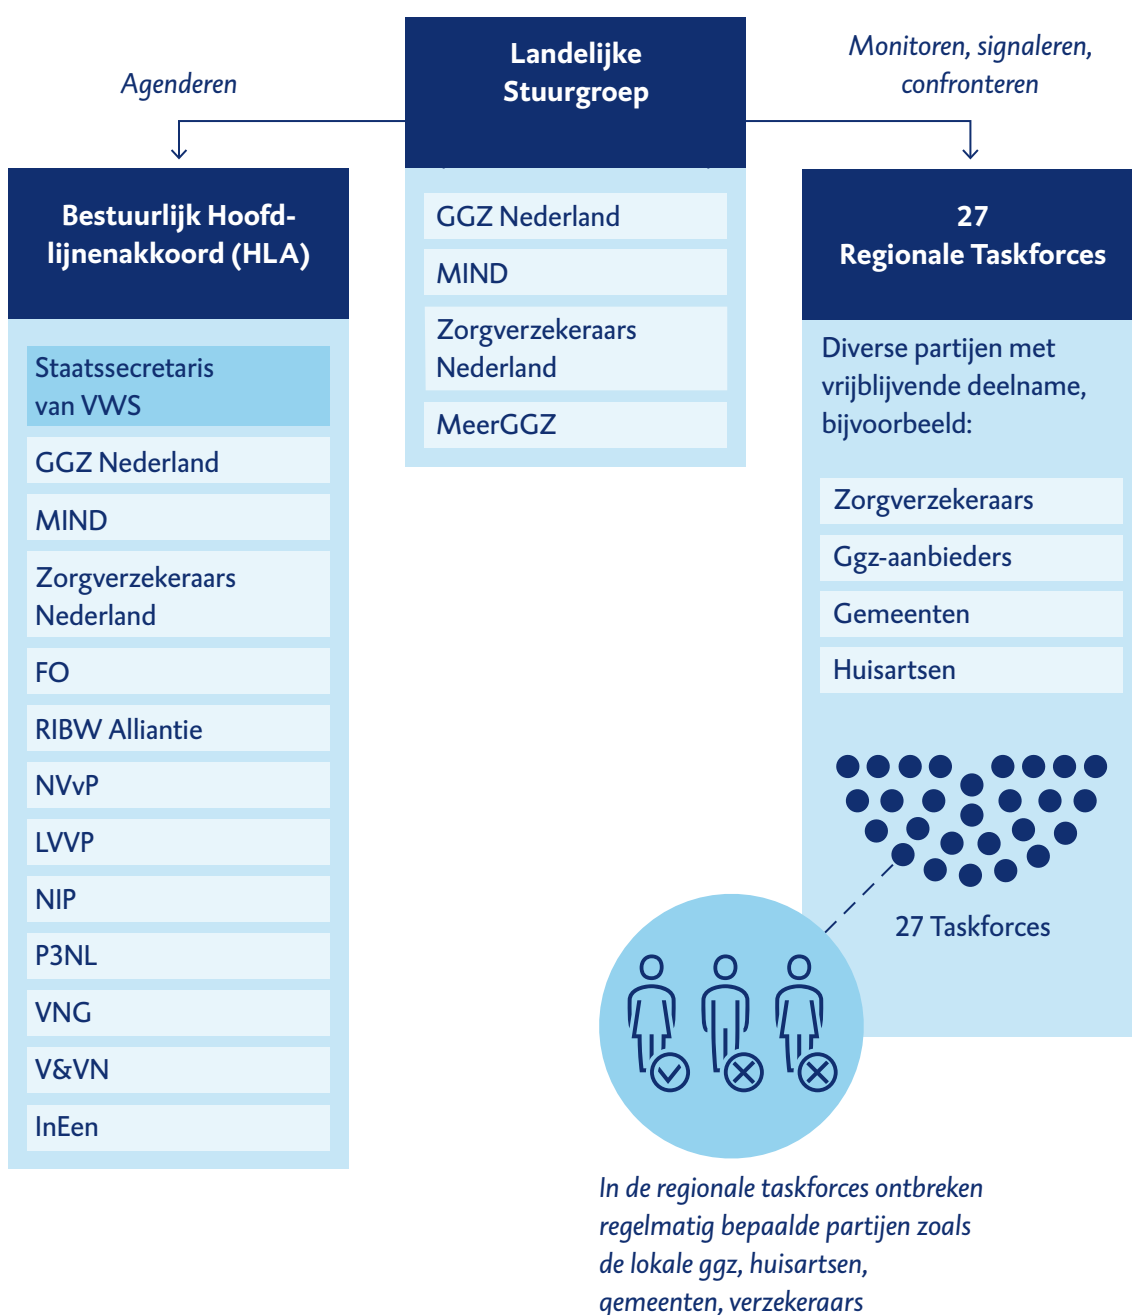 Agenderen
Landelijke
Stuurgroep
Monitoren, signaleren,
confronteren
Bestuurlijk Hoofd-
lijnenakkoord (HLA)
Staatssecretaris
van VWS
GGZ Nederland
MIND
Zorgverzekeraars
Nederland
FO
RIBW Alliantie
NVvP
LVVP
NIP
P3NL
VNG
V&VN
InEen
GGZ Nederland
MIND
Zorgverzekeraars
Nederland
MeerGGZ
27
Regionale Taskforces
Diverse partijen met
vrijblijvende deelname,
bijvoorbeeld:
Zorgverzekeraars
Ggz-aanbieders
Gemeenten
Huisartsen
27 Taskforces
In de regionale taskforces ontbreken
regelmatig bepaalde partijen zoals
de lokale ggz, huisartsen,
gemeenten, verzekeraars